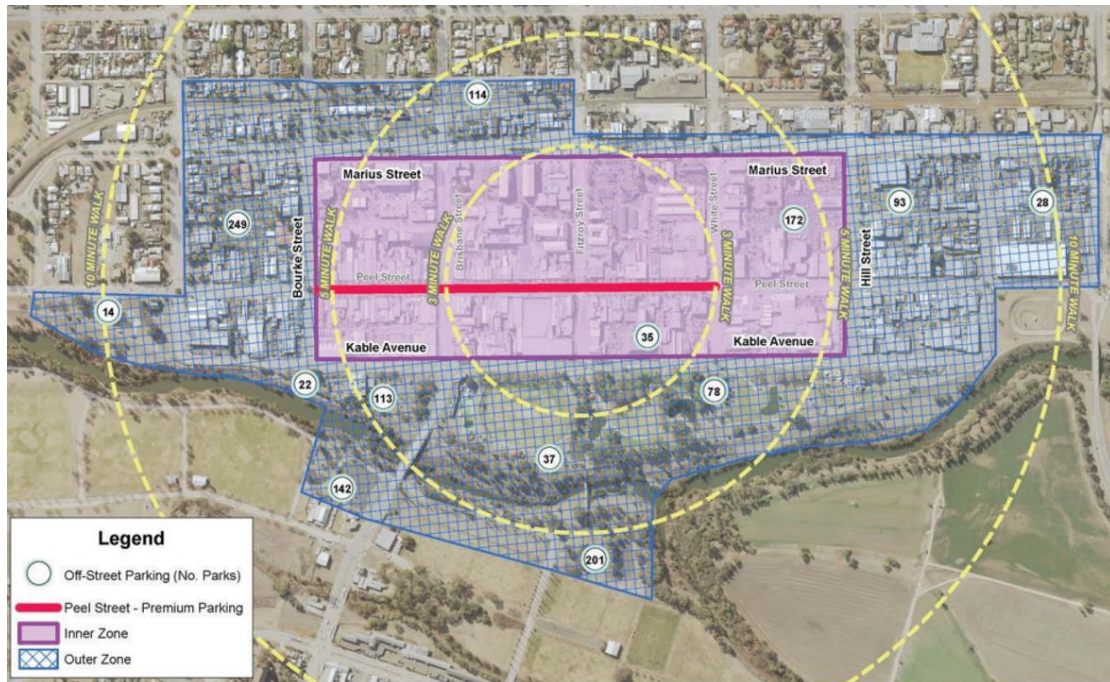 114
Marius Street
Marius Street
249
Bourke Street
10 MINUTE WALK
5 MINUTE WALK
3 MINUTE WALK
Brisbane Street
Fitzroy Street
White Street
172
93
28
Hill Street
Peel Street
3 MINUTE WALK
Peel Street
5 MINUTE WALK
10 MINUTE WALK
14
35
Kable Avenue
Kable Avenue
22
113
78
37
142
201
Legend
Off-Street Parking (No. Parks)
Peel Street - Premium Parking
Inner Zone
Outer Zone